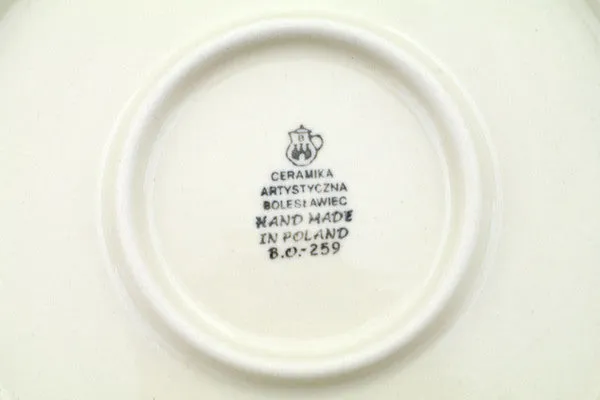 B
CERAMIKA
ARTYSTYCZNA
BOLESŁAWIEC
HAND MADE
IN POLAND
B.O.-259